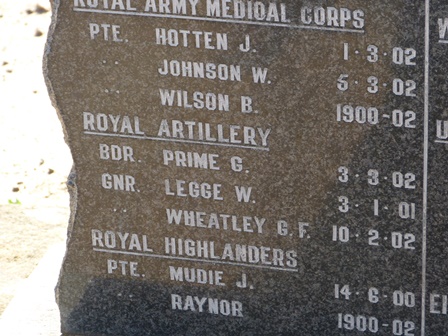 ROYAL ARMY MEDICAL CORPS
PTE. HOTTEN J. 1·3·02
·· JOHNSON W. 5·3·02
·· WILSON B. 1900-02
ROYAL ARTILLERY
BDR. PRIME G. 3·3·02
GNR. LEGGE W. 3·1·01
·· WHEATLEY G.F. 10·2·02
ROYAL HIGHLANDERS
PTE. MUDIE J. 14·6·00
·· RAYNOR 1900-02